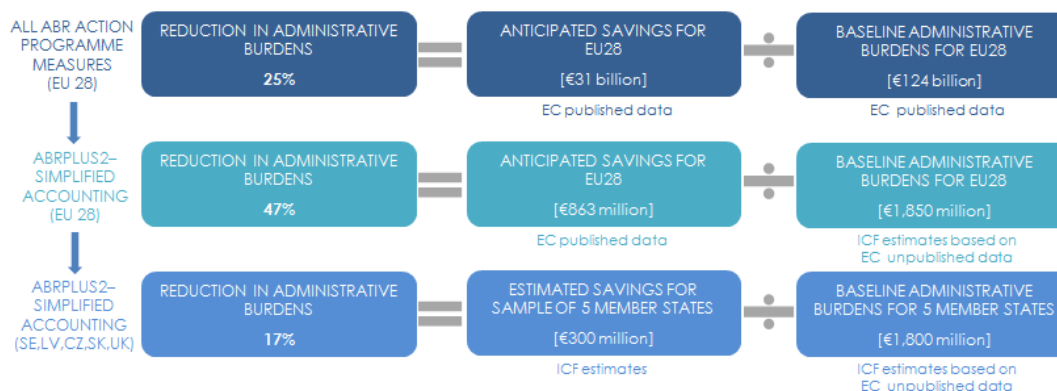 ALL ABR ACTION
PROGRAMME
MEASURES
(EU 28)
REDUCTION IN ADMINISTRATIVE
BURDENS
25%
ANTICIPATED SAVINGS FOR
EU28
[€31 billion]
EC published data
BASELINE ADMINISTRATIVE
BURDENS FOR EU28
[€124 billion]
EC published data
ABRPLUS2–
SIMPLIFIED
ACCOUNTING
(EU 28)
REDUCTION IN ADMINISTRATIVE
BURDENS
47%
ANTICIPATED SAVINGS FOR
EU28
[€863 million]
EC published data
BASELINE ADMINISTRATIVE
BURDENS FOR EU28
[€1,850 million]
ICF estimates based on
EC unpublished data
ABRPLUS2–
SIMPLIFIED
ACCOUNTING
(SE,LV,CZ,SK,UK)
REDUCTION IN ADMINISTRATIVE
BURDENS
17%
ESTIMATED SAVINGS FOR
SAMPLE OF 5 MEMBER STATES
[€300 million]
ICF estimates
BASELINE ADMINISTRATIVE
BURDENS FOR 5 MEMBER STATES
[€1,800 million]
ICF estimates based on
EC unpublished data